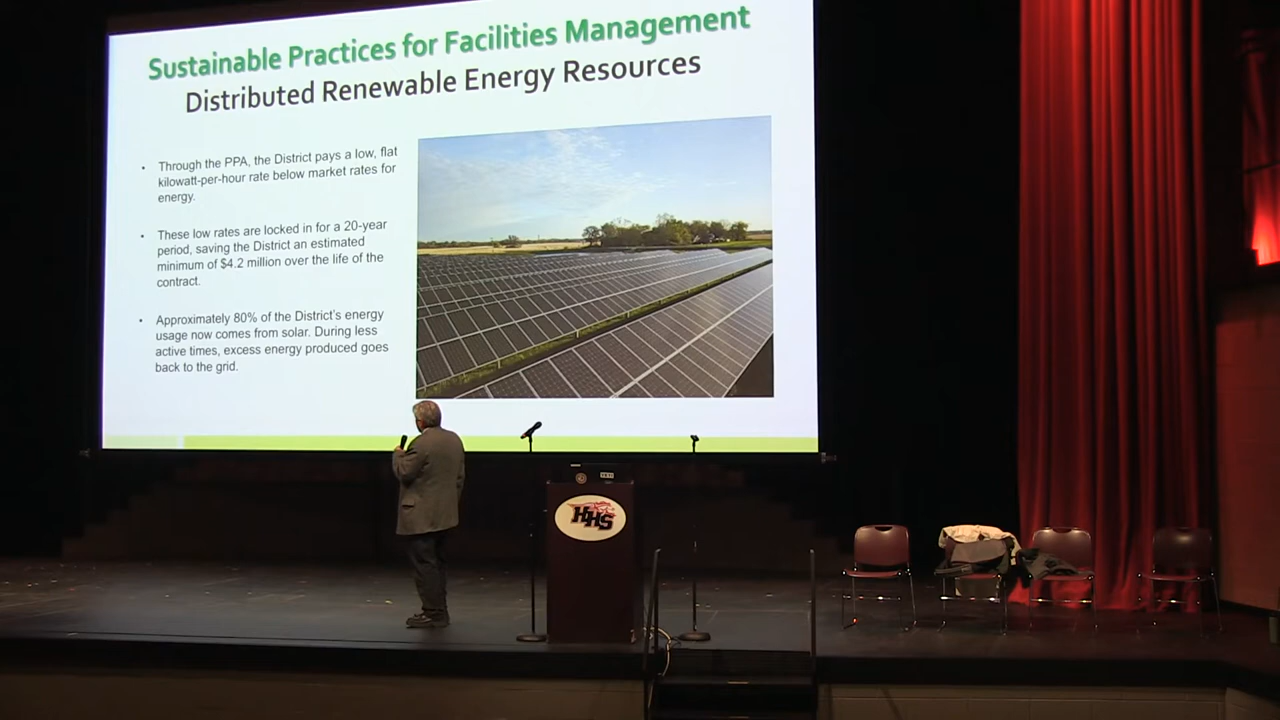 Sustainable Practices for Facilities Management
Distributed Renewable Energy Resources
• Through the PPA, the District pays a low, flat
kilowatt-per-hour rate below market rates for
energy.
• These low rates are locked in for a 20-year
period, saving the District an estimated
minimum of $4.2 million over the life of the
contract.
• Approximately 80% of the District's energy
usage now comes from solar. During less
active times, excess energy produced goes
back to the grid.
HHS